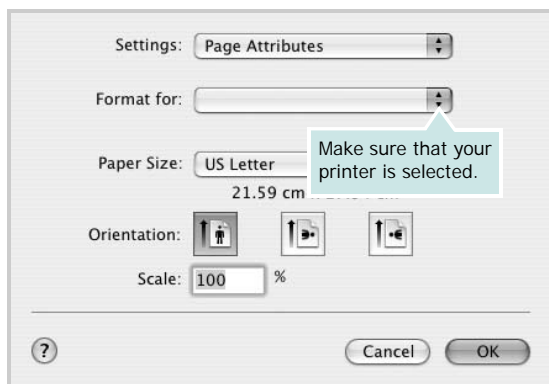 Settings: Page Attributes
Format for:
Make sure that your
printer is selected.
Paper Size: US Letter
21.59 cm
Orientation:
Scale: 100 %
? Cancel OK